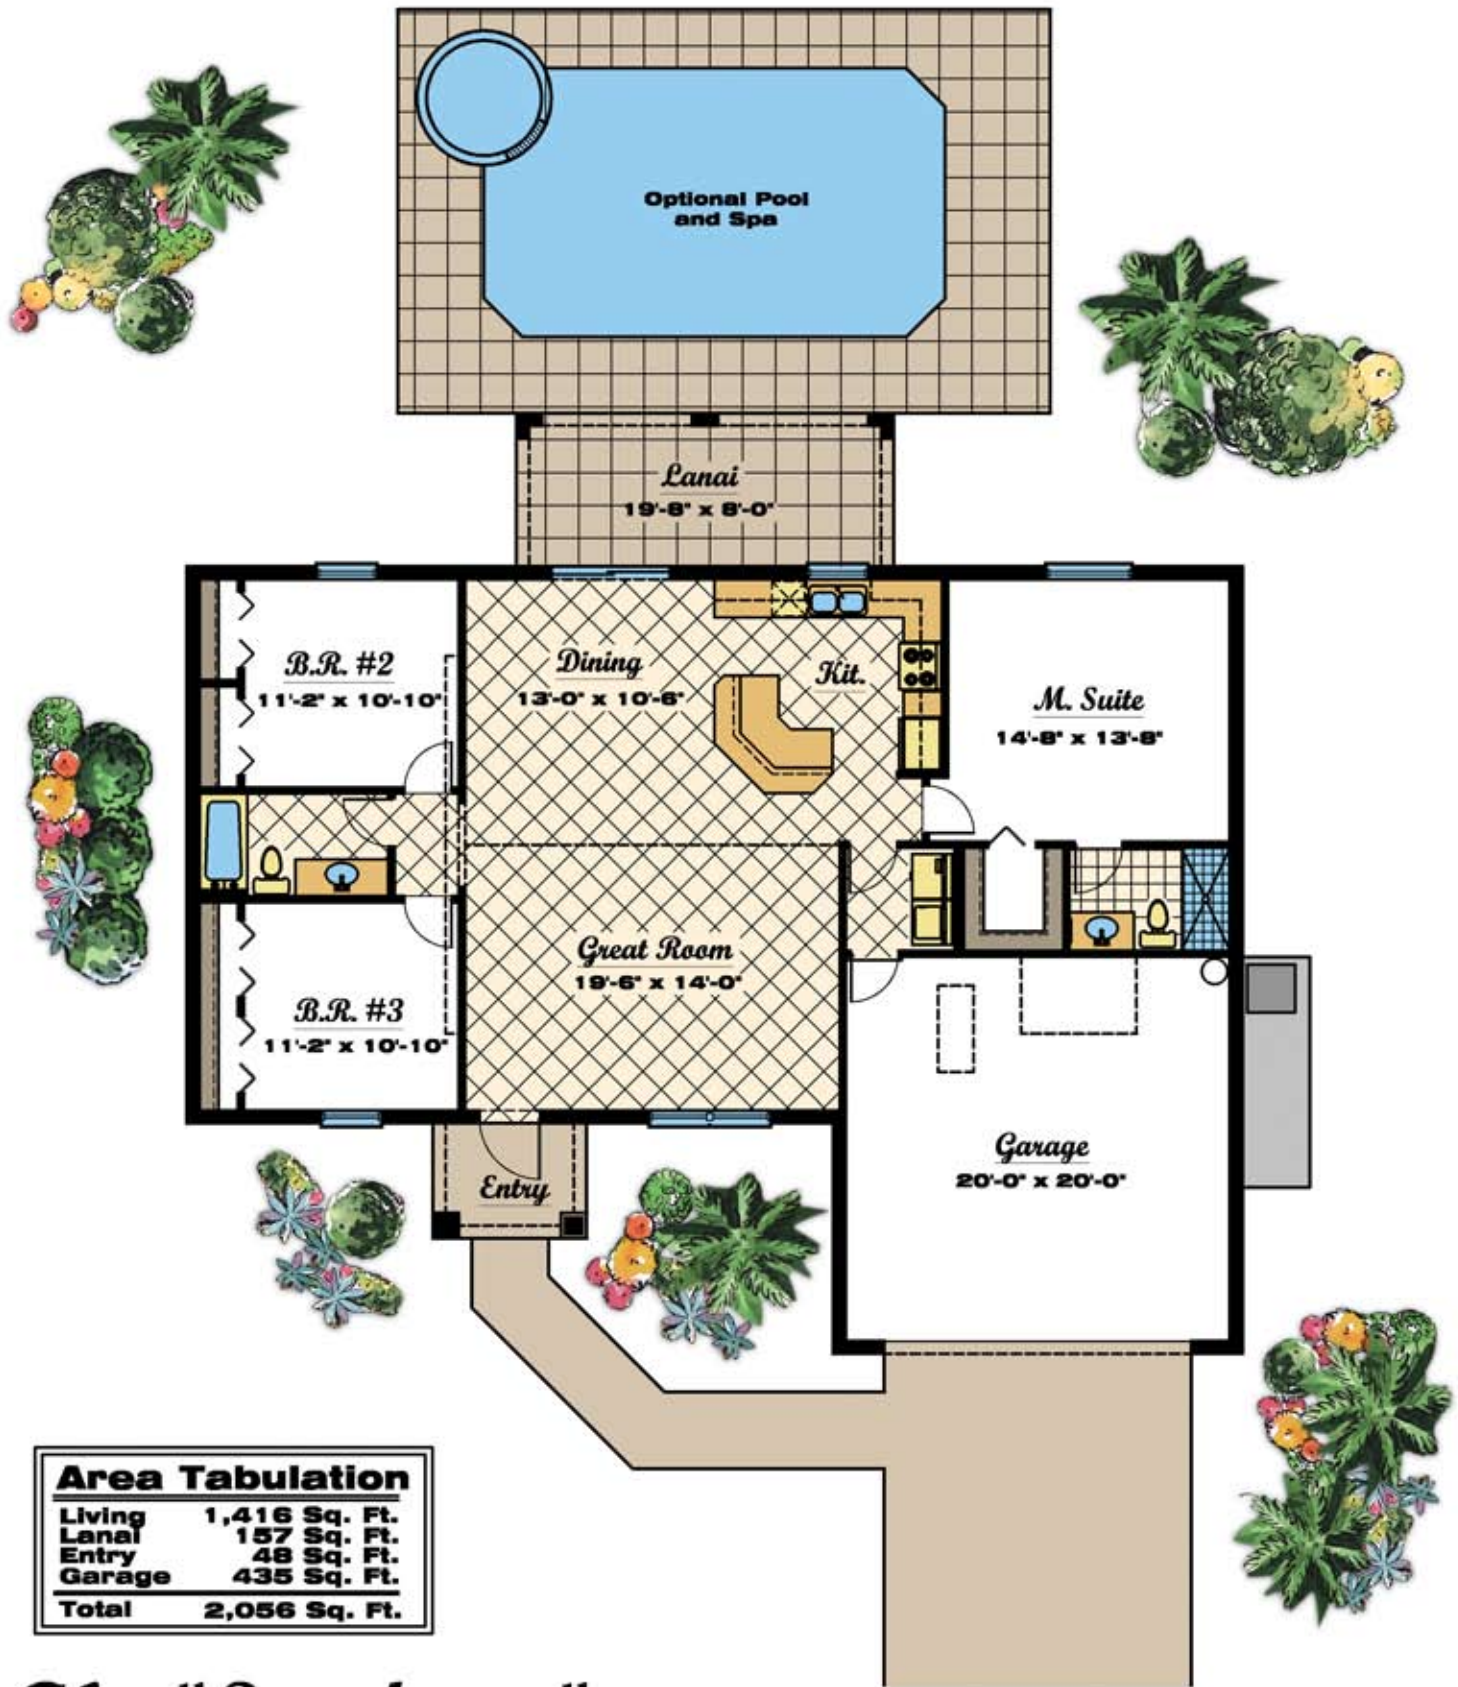 Optional Pool
and Spa
Lanai
19'-8" x 8'-0"
B.R. #2
11'-2" x 10'-10"
Dining
13'-0" x 10'-6"
Kit.
M. Suite
14'-8" x 13'-8"
Great Room
19'-6" x 14'-0"
B.R. #3
11'-2" x 10'-10"
Garage
20'-0" x 20'-0"
Entry
Area Tabulation
Living 1,416 Sq. Ft.
Lanai 157 Sq. Ft.
Entry 48 Sq. Ft.
Garage 435 Sq. Ft.
Total 2,056 Sq. Ft.